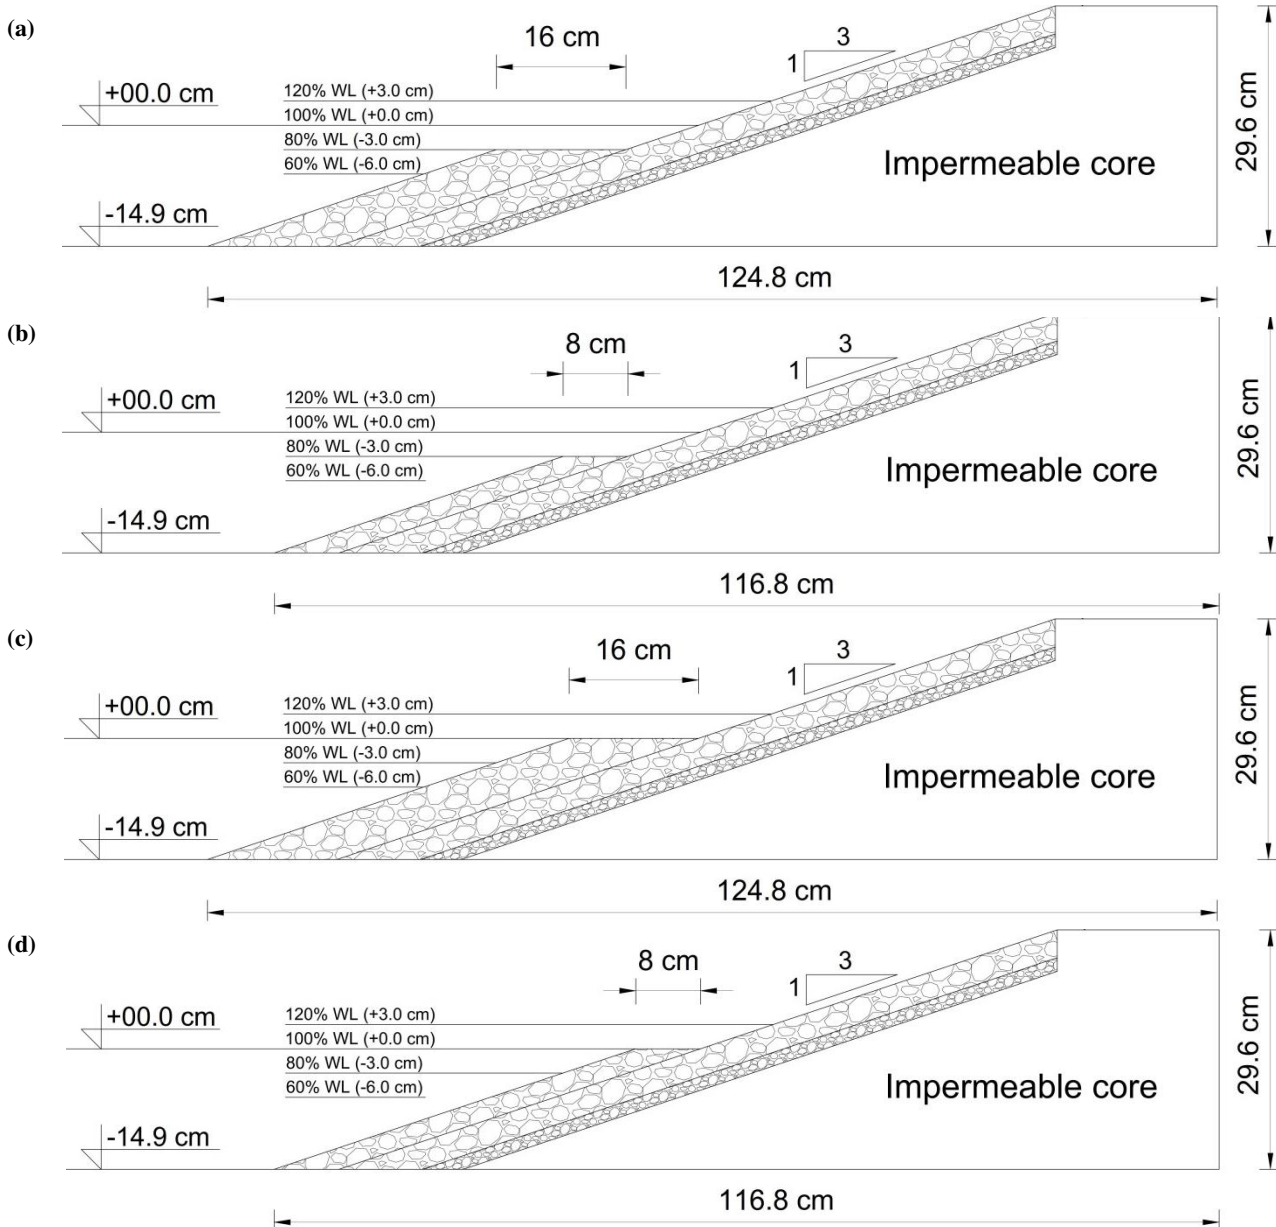 (a)
16 cm
3
1
+00.0 cm
120% WL (+3.0 cm)
100% WL (+0.0 cm)
80% WL (-3.0 cm)
60% WL (-6.0 cm)
Impermeable core
29.6 cm
-14.9 cm
124.8 cm
(b)
8 cm
3
1
+00.0 cm
120% WL (+3.0 cm)
100% WL (+0.0 cm)
80% WL (-3.0 cm)
60% WL (-6.0 cm)
Impermeable core
29.6 cm
-14.9 cm
116.8 cm
(c)
16 cm
3
1
+00.0 cm
120% WL (+3.0 cm)
100% WL (+0.0 cm)
80% WL (-3.0 cm)
60% WL (-6.0 cm)
Impermeable core
29.6 cm
-14.9 cm
124.8 cm
(d)
8 cm
3
1
+00.0 cm
120% WL (+3.0 cm)
100% WL (+0.0 cm)
80% WL (-3.0 cm)
60% WL (-6.0 cm)
Impermeable core
29.6 cm
-14.9 cm
116.8 cm